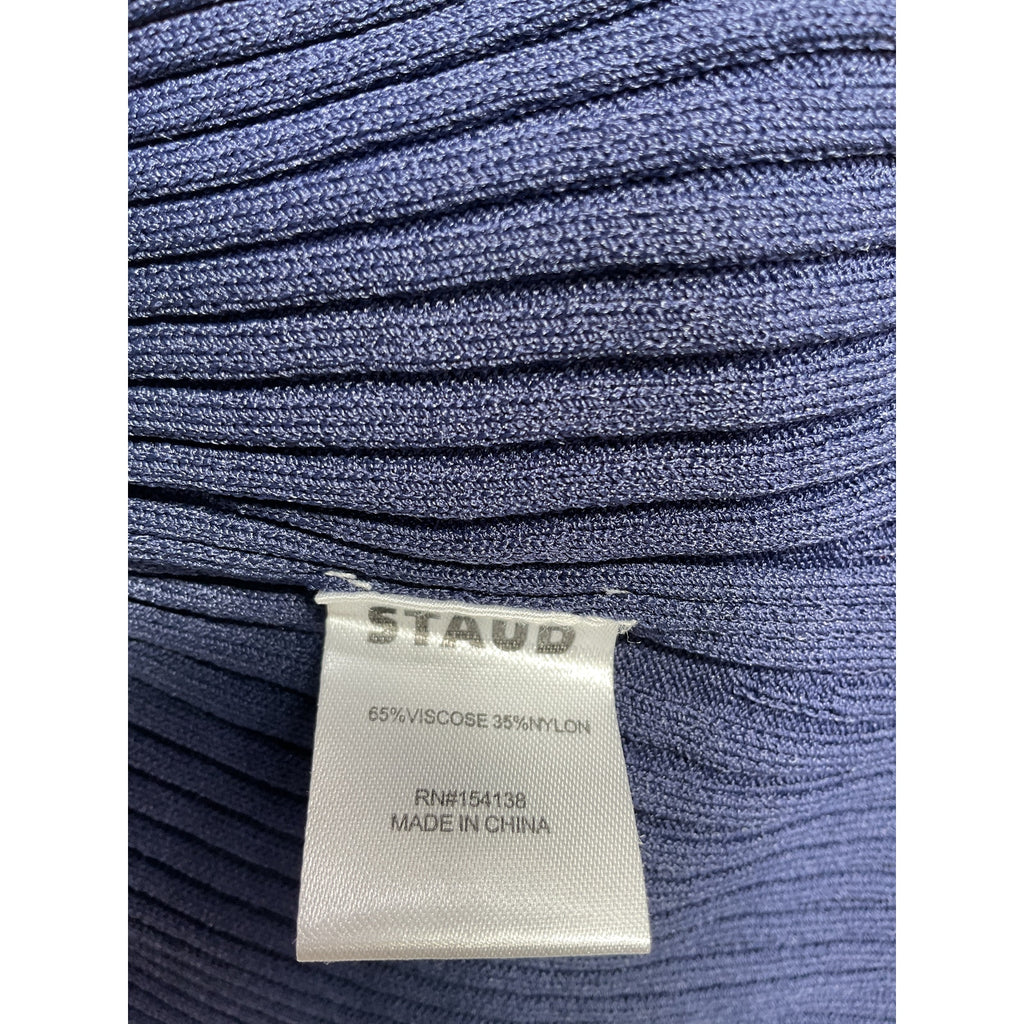 STAUD
65%VISCOSE 35%NYLON
RN#154138
MADE IN CHINA